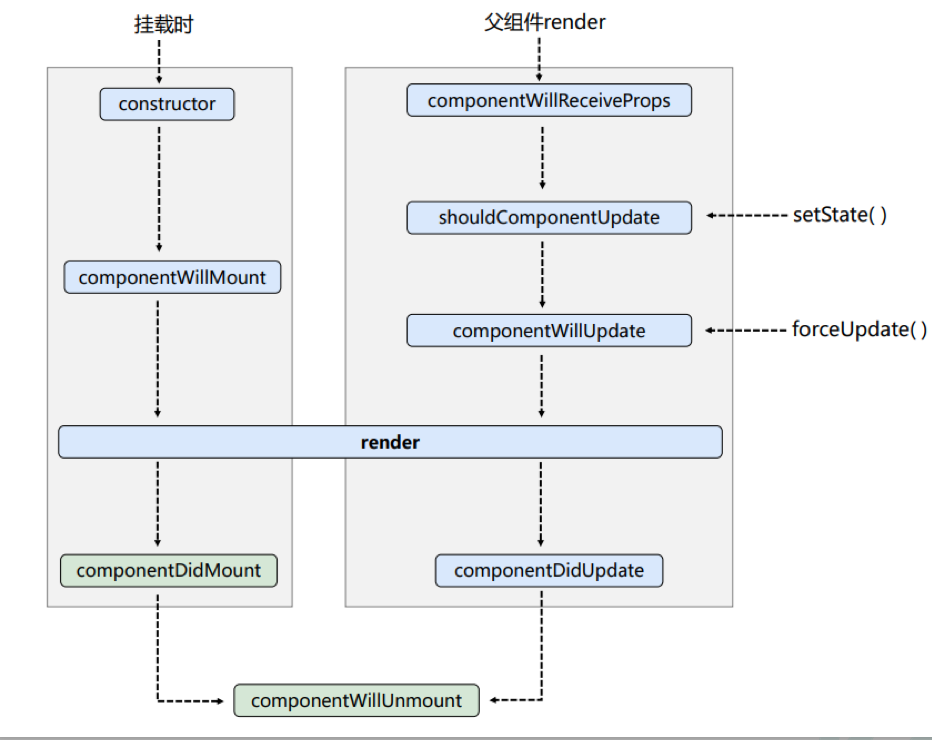 挂载时
父组件render
constructor
componentWillReceiveProps
shouldComponentUpdate
setState( )
componentWillMount
componentWillUpdate
forceUpdate( )
render
componentDidMount
componentDidUpdate
componentWillUnmount